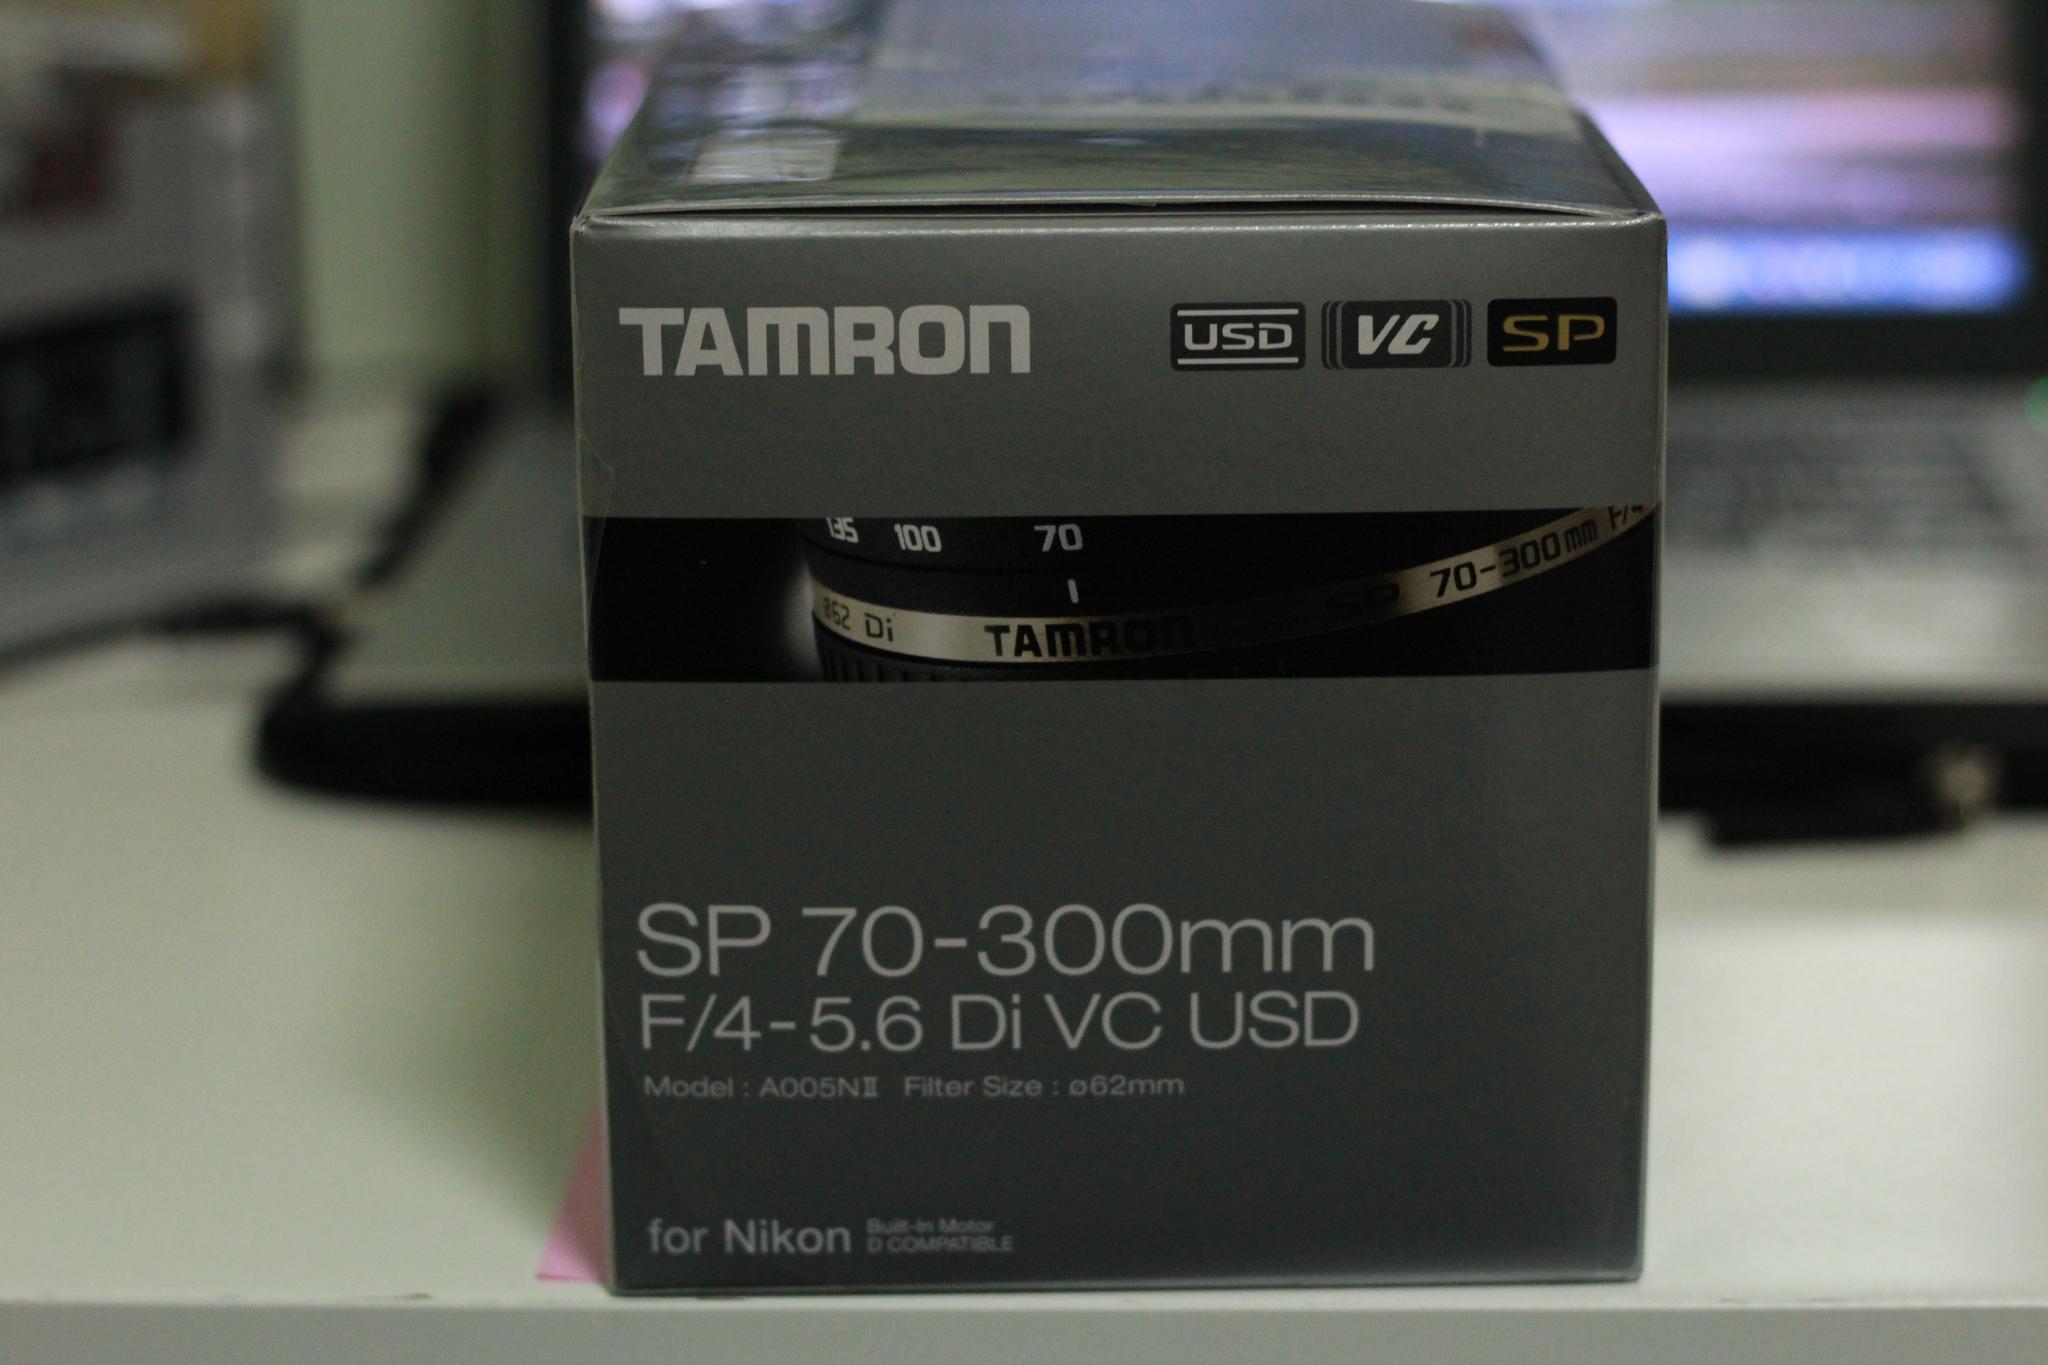 TAMRON USD VC SP
135 100 70
ø62 Di TAMRON SP 70-300mm F/4
SP 70-300mm
F/4-5.6 Di VC USD
Model : A005NⅡ Filter Size : ø62mm
for Nikon Built-In Motor
D COMPATIBLE